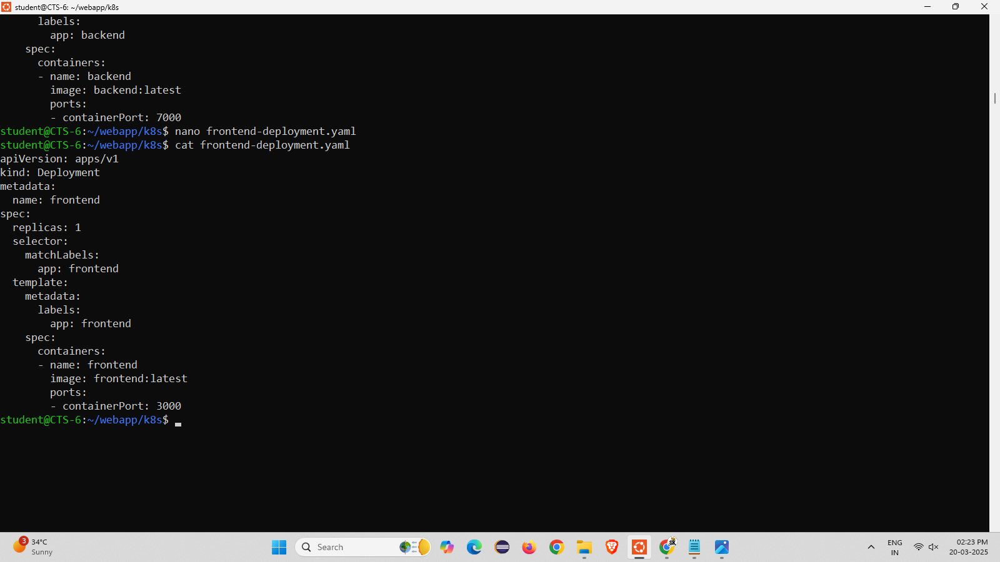 student@CTS-6: ~/webapp/k8s
      labels:
        app: backend
    spec:
      containers:
      - name: backend
        image: backend:latest
        ports:
        - containerPort: 7000
student@CTS-6:~/webapp/k8s$ nano frontend-deployment.yaml
student@CTS-6:~/webapp/k8s$ cat frontend-deployment.yaml
apiVersion: apps/v1
kind: Deployment
metadata:
  name: frontend
spec:
  replicas: 1
  selector:
    matchLabels:
      app: frontend
  template:
    metadata:
      labels:
        app: frontend
    spec:
      containers:
      - name: frontend
        image: frontend:latest
        ports:
        - containerPort: 3000
student@CTS-6:~/webapp/k8s$
3
34°C
Sunny
Search
SK
ENG
IN
02:23 PM
20-03-2025